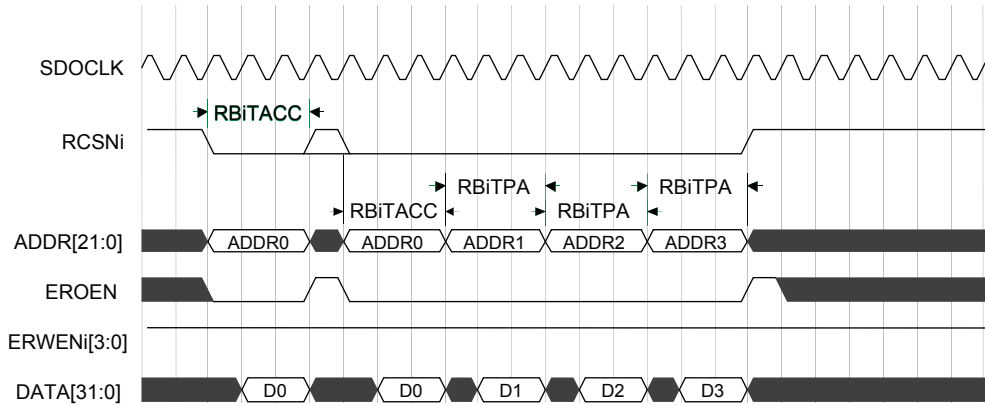 SDOCLK
RBiTACC
RCSNi
RBiTPA RBiTPA
RBiTACC RBiTPA
ADDR[21:0] ADDR0 ADDR0 ADDR1 ADDR2 ADDR3
EROEN
ERWENi[3:0]
DATA[31:0] D0 D0 D1 D2 D3